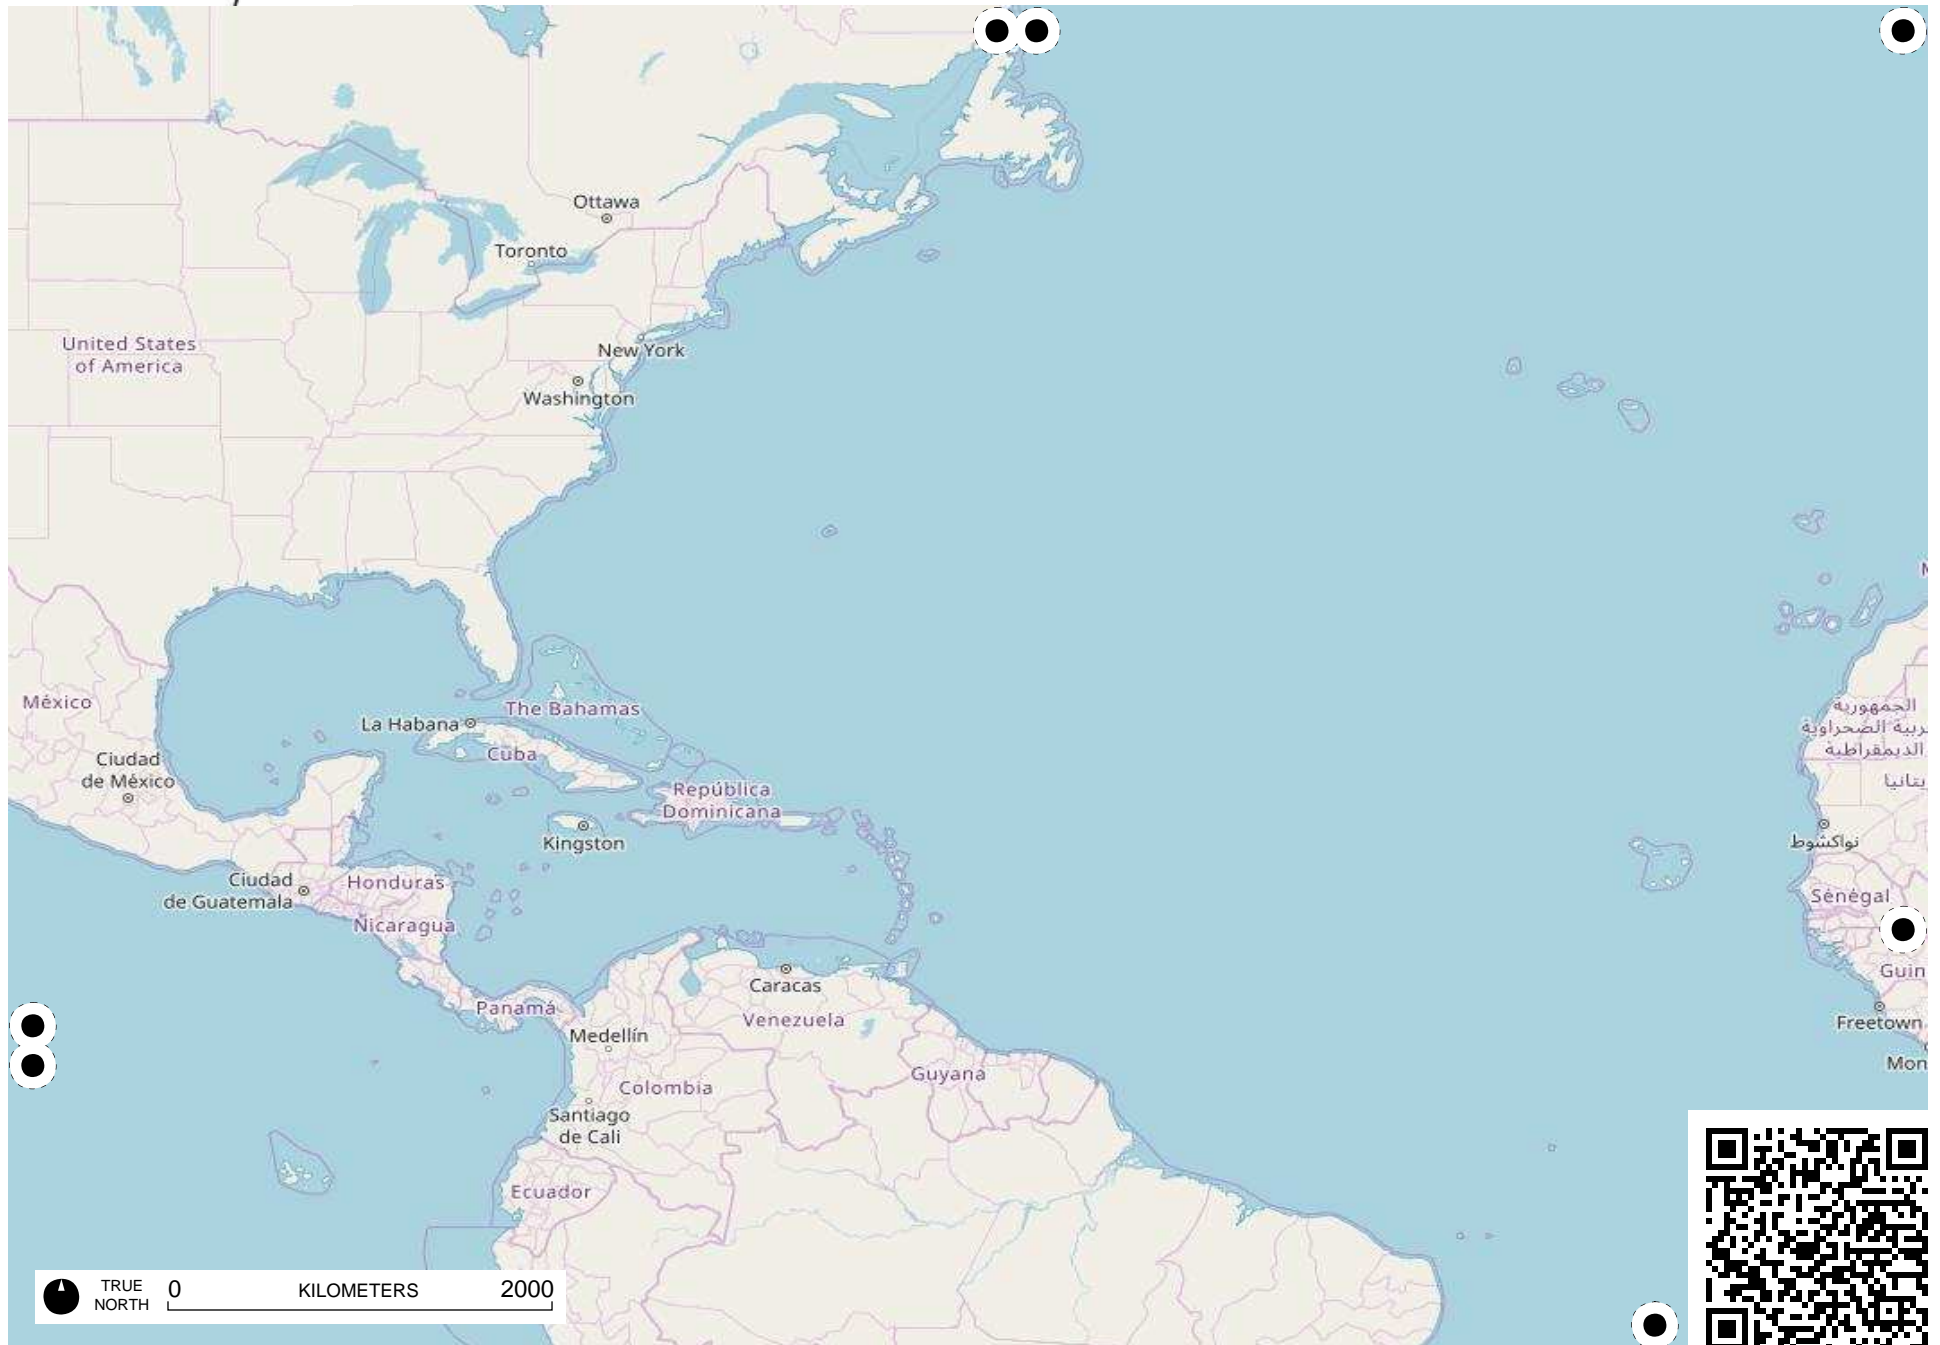 Ottawa
Toronto
United States
of America
New York
Washington
México
La Habana
The Bahamas
Cuba
Ciudad
de México
República
Dominicana
Kingston
Ciudad
de Guatemala
Honduras
Nicaragua
الجمهورية
الديمقراطية
نواكشوط
Sénégal
Guin
Caracas
Panamá
Venezuela
Freetown
Medellín
Mon
Guyana
Colombia
Santiago
de Cali
Ecuador
TRUE
NORTH
0 KILOMETERS 2000